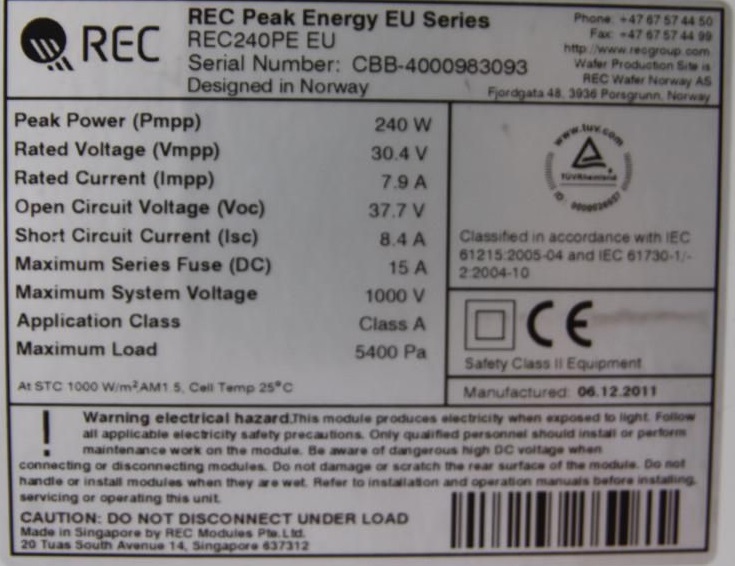 REC
REC Peak Energy EU Series
REC240PE EU
Serial Number: CBB-4000983093
Designed in Norway
Phone: +47 67 57 44 50
Fax: +47 67 57 44 99
http://www.recgroup.com
Wafer Production Site is
REC Wafer Norway AS
Fjordgata 48, 3936 Porsgrunn, Norway
Peak Power (Pmpp) 240 W
Rated Voltage (Vmpp) 30.4 V
Rated Current (Impp) 7.9 A
Open Circuit Voltage (Voc) 37.7 V
Short Circuit Current (Isc) 8.4 A
Maximum Series Fuse (DC) 15 A
Maximum System Voltage 1000 V
Application Class Class A
Maximum Load 5400 Pa
At STC 1000 W/m²,AM1.5, Cell Temp 25°C
www.tuv.com
TÜVRheinland
ID:
Classified in accordance with IEC
61215:2005-04 and IEC 61730-1/-
2:2004-10
CE
Safety Class II Equipment
Manufactured: 06.12.2011
! Warning electrical hazard.This module produces electricity when exposed to light. Follow
all applicable electricity safety precautions. Only qualified personnel should install or perform
maintenance work on the module. Be aware of dangerous high DC voltage when
connecting or disconnecting modules. Do not damage or scratch the rear surface of the module. Do not
handle or install modules when they are wet. Refer to installation and operation manuals before installing,
servicing or operating this unit.
CAUTION: DO NOT DISCONNECT UNDER LOAD
Made in Singapore by REC Modules Pte.Ltd.
20 Tuas South Avenue 14, Singapore 637312